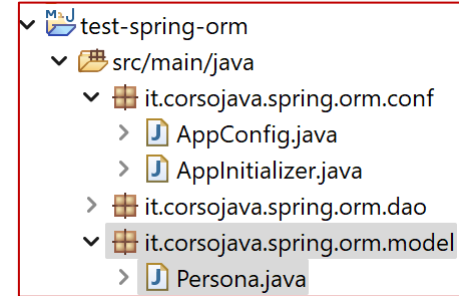 test-spring-orm
src/main/java
it.corsojava.spring.orm.conf
AppConfig.java
AppInitializer.java
it.corsojava.spring.orm.dao
it.corsojava.spring.orm.model
Persona.java